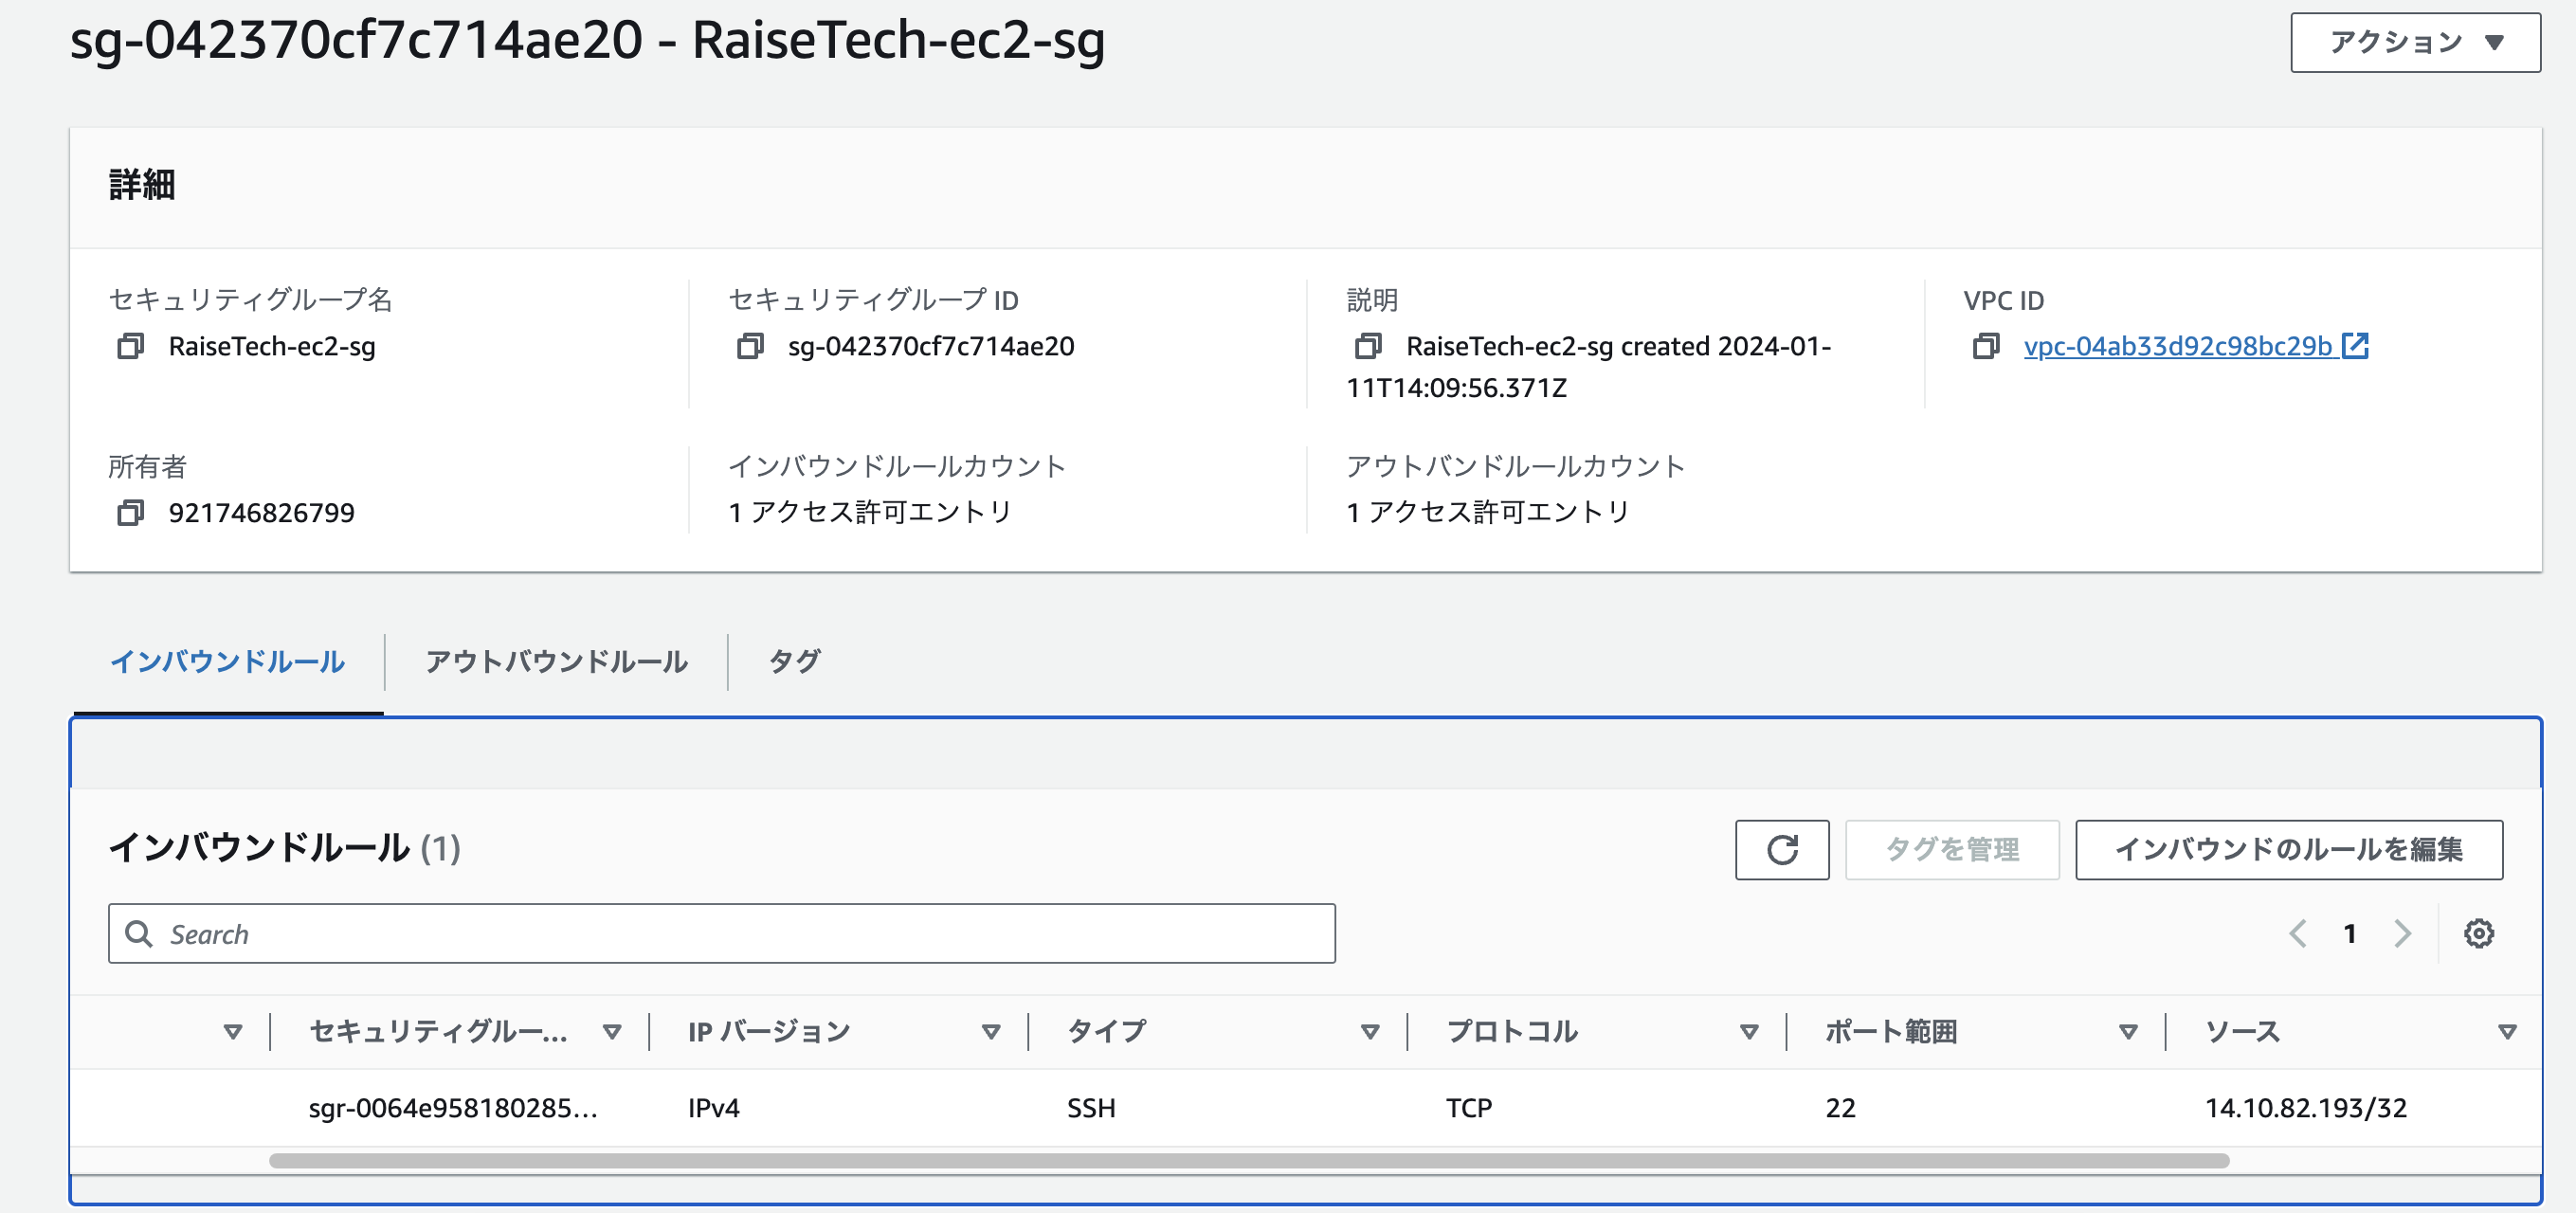 sg-042370cf7c714ae20 - RaiseTech-ec2-sg
アクション
詳細
セキュリティグループ名
RaiseTech-ec2-sg
セキュリティグループ ID
sg-042370cf7c714ae20
説明
RaiseTech-ec2-sg created 2024-01-
11T14:09:56.371Z
VPC ID
vpc-04ab33d92c98bc29b
所有者
921746826799
インバウンドルールカウント
1 アクセス許可エントリ
アウトバンドルールカウント
1 アクセス許可エントリ
インバウンドルール
アウトバウンドルール
タグ
インバウンドルール (1)
タグを管理
インバウンドのルールを編集
Search
1
セキュリティグルー...
IP バージョン
タイプ
プロトコル
ポート範囲
ソース
sgr-0064e958180285...
IPv4
SSH
TCP
22
14.10.82.193/32